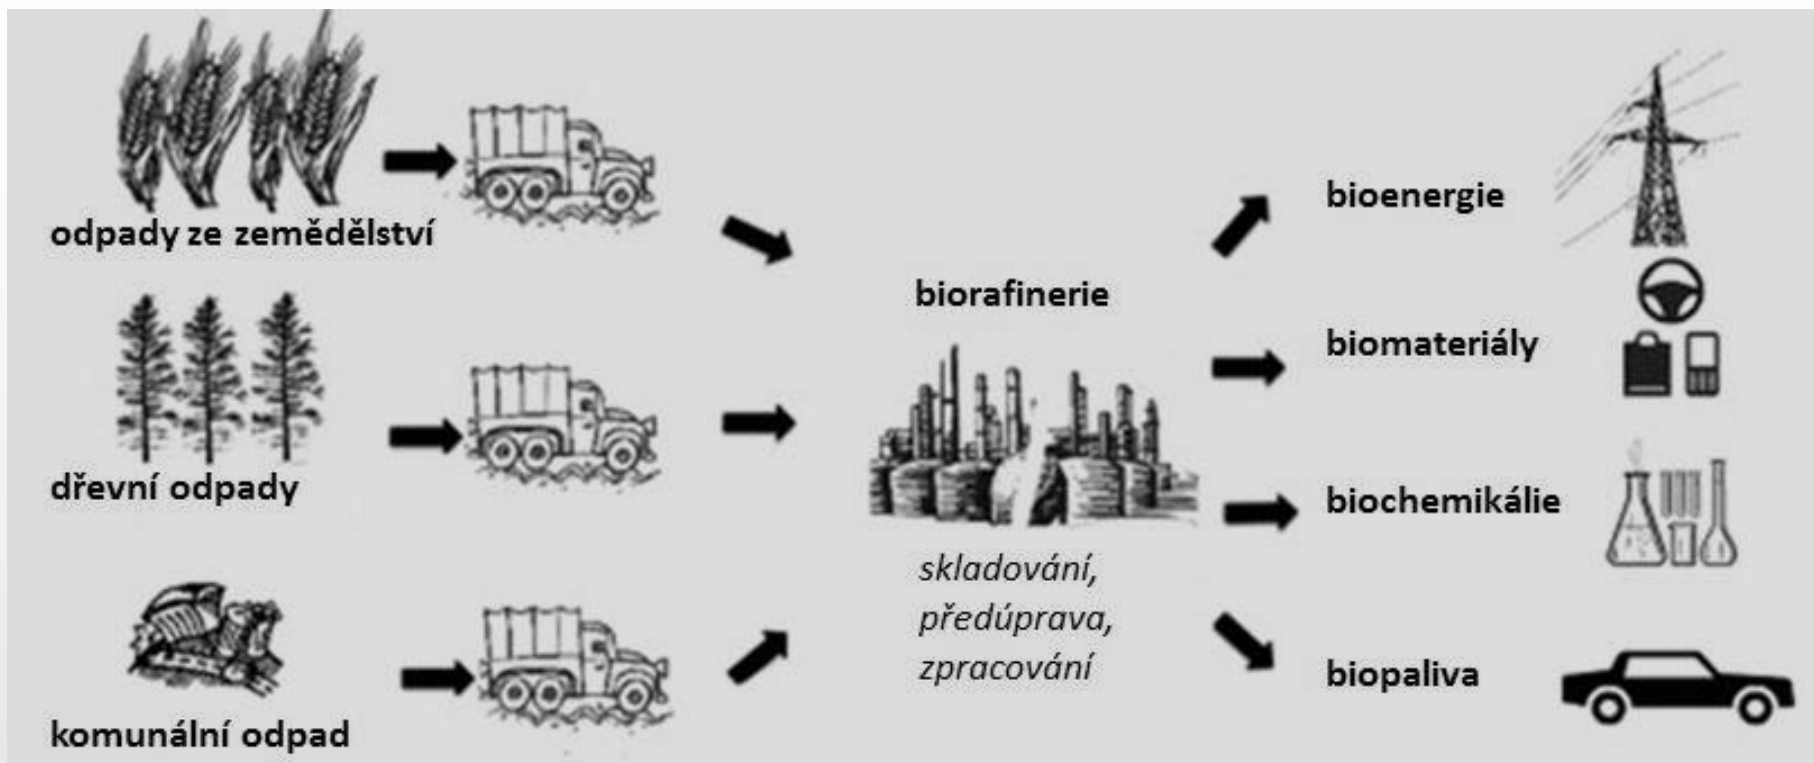 odpady ze zemědělství
dřevní odpady
komunální odpad
biorafinerie
skladování,
předúprava,
zpracování
bioenergie
biomateriály
biochemikálie
biopaliva